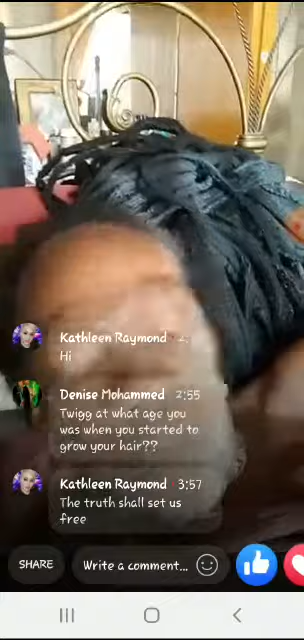 Kathleen Raymond
Hi
Denise Mohammed 2:55
Twigg at what age you
was when you started to
grow your hair??
Kathleen Raymond 3:57
The truth shall set us
free
SHARE
Write a comment...